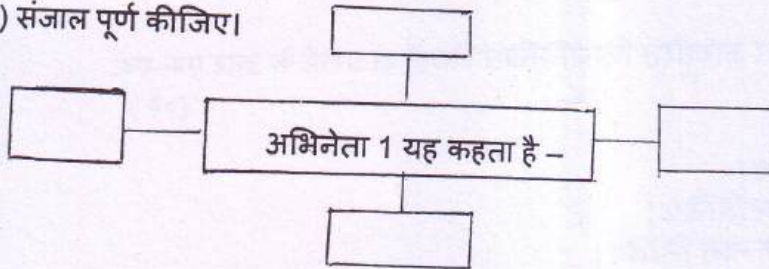 ) संजाल पूर्ण कीजिए।
अभिनेता 1 यह कहता है –